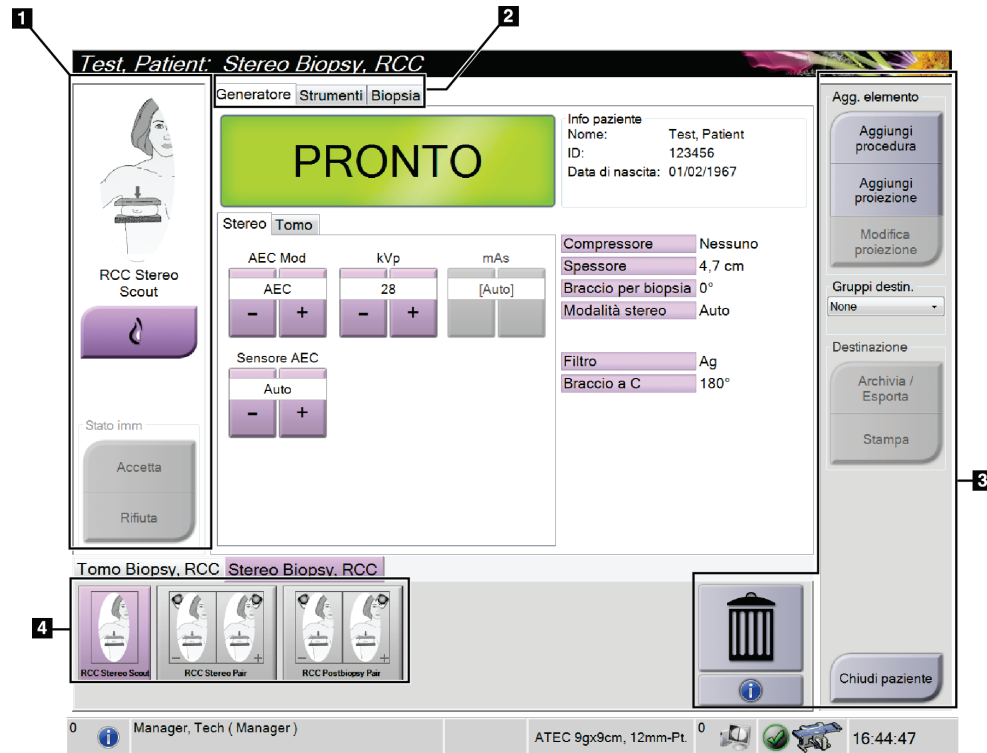 1
2
Test, Patient: Stereo Biopsy, RCC
Generatore Strumenti Biopsia
PRONTO
Info paziente
Nome: Test, Patient
ID: 123456
Data di nascita: 01/02/1967
Agg. elemento
Aggiungi
procedura
Aggiungi
proiezione
Modifica
proiezione
Gruppi destin.
None
Destinazione
Archivia /
Esporta
Stampa
3
Chiudi paziente
RCC Stereo
Scout
Stato imm
Accetta
Rifiuta
Stereo Tomo
AEC Mod kVp mAs
AEC 28 [Auto]
- + - +
Sensore AEC
Auto
- +
Compressore Nessuno
Spessore 4,7 cm
Braccio per biopsia 0°
Modalità stereo Auto
Filtro Ag
Braccio a C 180°
Tomo Biopsy, RCC Stereo Biopsy, RCC
4
RCC Stereo Scout
- +
RCC Stereo Pair
- +
RCC Postbiopsy Pair
i
0 i Manager, Tech ( Manager ) ATEC 9gx9cm, 12mm-Pt. 0 16:44:47